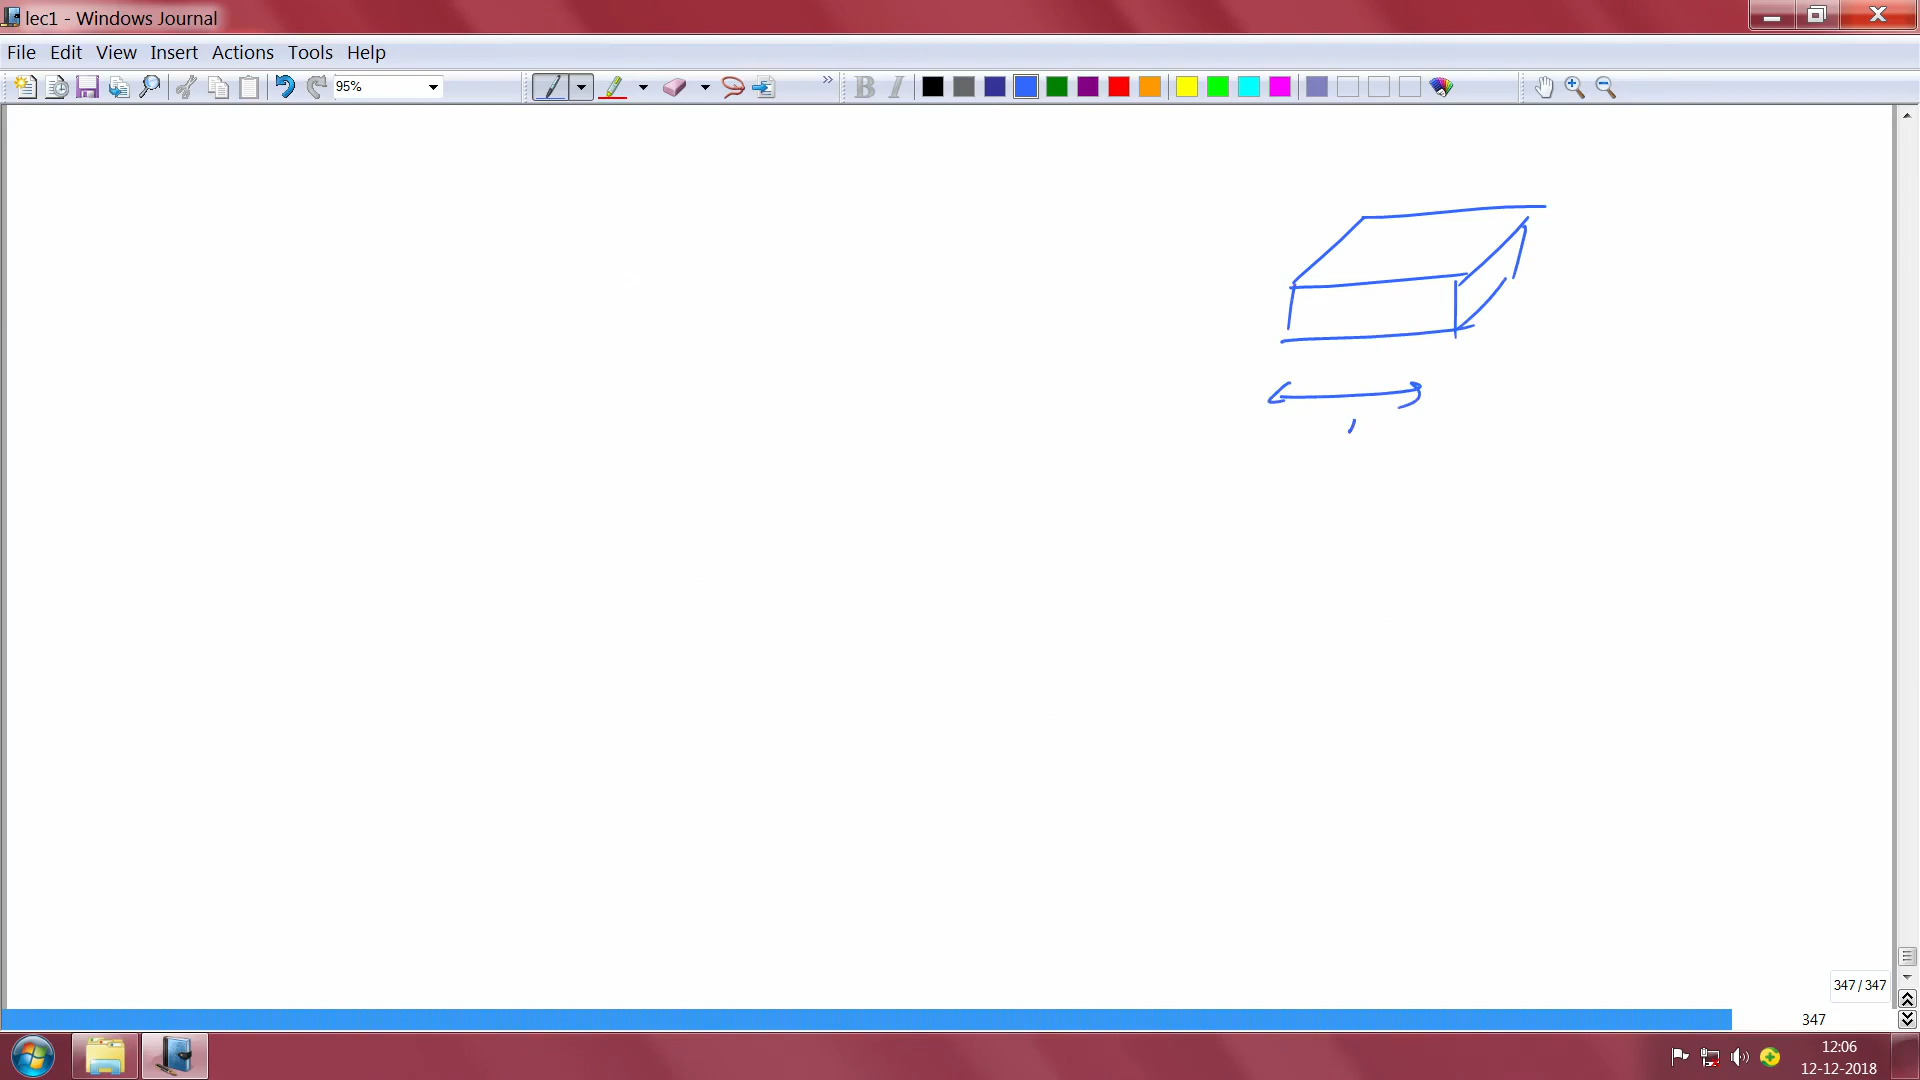 lec1 - Windows Journal
File Edit View Insert Actions Tools Help
95%
B I
347 / 347
347
12:06
12-12-2018